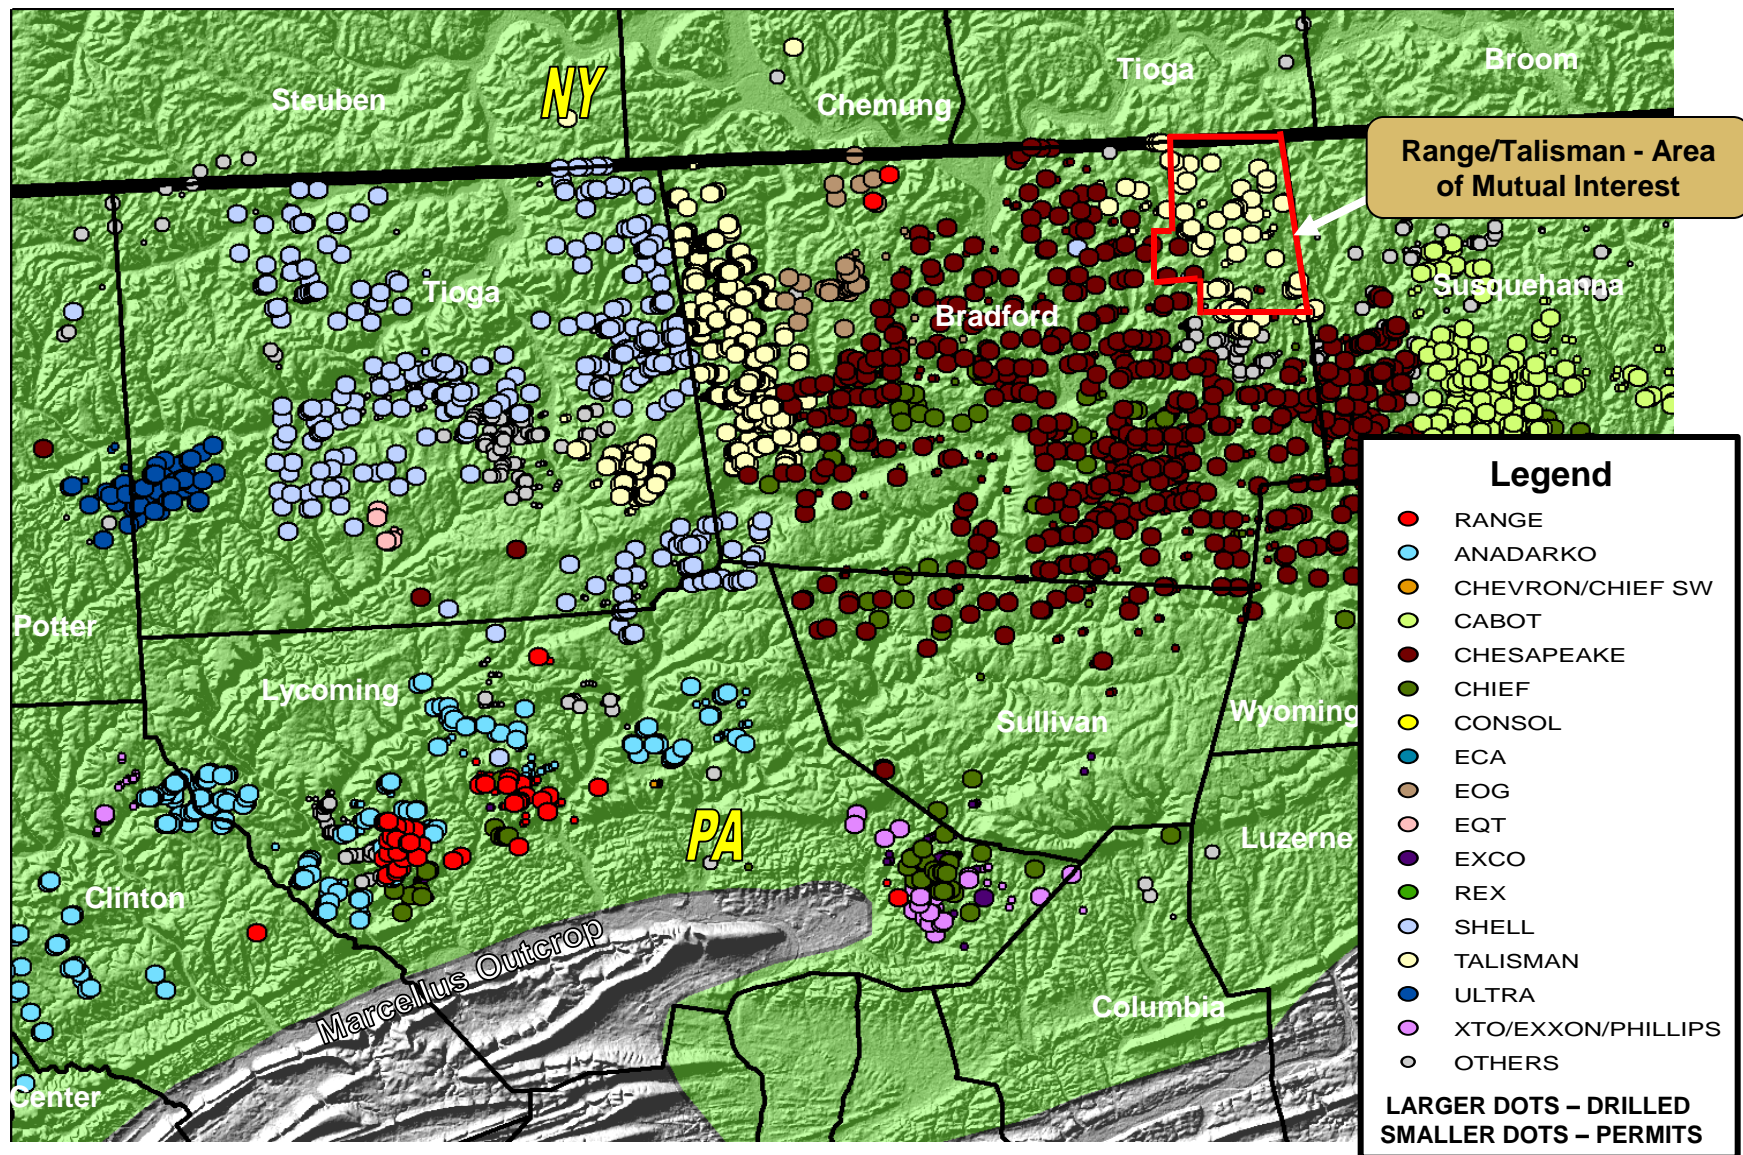 NY
Steuben
Chemung
Tioga
Broom
Range/Talisman - Area
of Mutual Interest
Tioga
Bradford
Susquehanna
Potter
Lycoming
Sullivan
Wyoming
PA
Luzerne
Clinton
Marcellus Outcrop
Columbia
Center
Legend
RANGE
ANADARKO
CHEVRON/CHIEF SW
CABOT
CHESAPEAKE
CHIEF
CONSOL
ECA
EOG
EQT
EXCO
REX
SHELL
TALISMAN
ULTRA
XTO/EXXON/PHILLIPS
OTHERS
LARGER DOTS – DRILLED
SMALLER DOTS – PERMITS